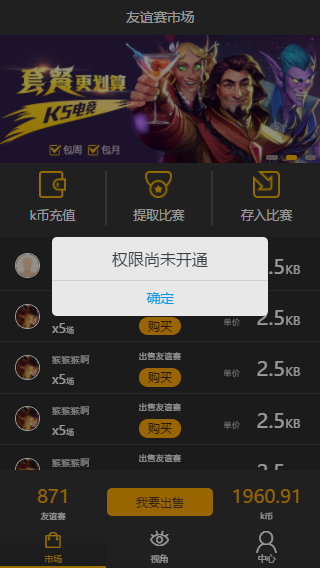 友谊赛市场
套餐更划算
K5电竞
包周 包月
k币充值 提取比赛 存入比赛
权限尚未开通
确定
.5KB
x5场 购买 单价 2.5KB
猴猴猴啊 出售友谊赛
x5场 购买 单价 2.5KB
猴猴猴啊 出售友谊赛
x5场 购买 单价 2.5KB
猴猴猴啊 出售友谊赛
2.5KB
871 我要出售 1960.91
友谊赛 k币
市场 视角 中心